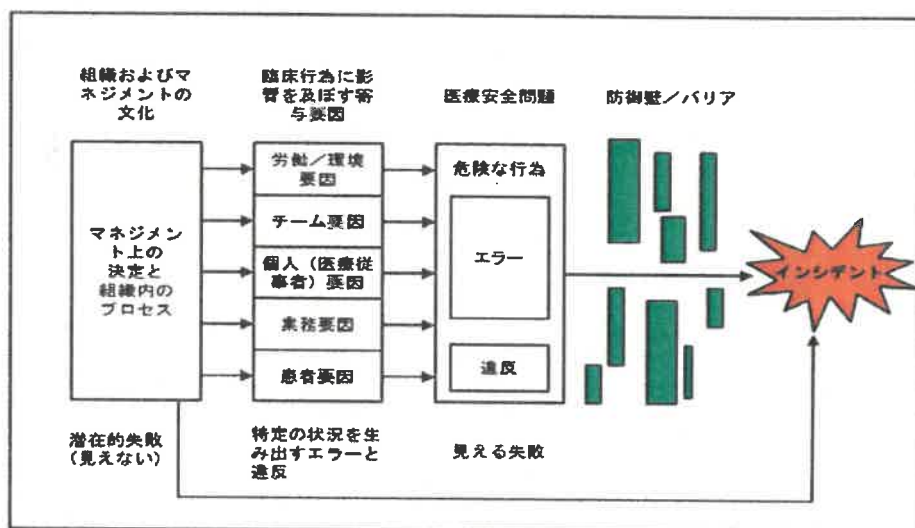 組織およびマ
ネジメントの
文化
臨床行為に影
響を及ぼす寄
与要因
医療安全問題
防御壁／バリア
マネジメン
ト上の
決定と
組織内の
プロセス
労働／環境
要因
チーム要因
個人（医療従
事者）要因
業務要因
患者要因
危険な行為
エラー
違反
インシデント
潜在的失敗
（見えない）
特定の状況を生
み出すエラーと
違反
見える失敗